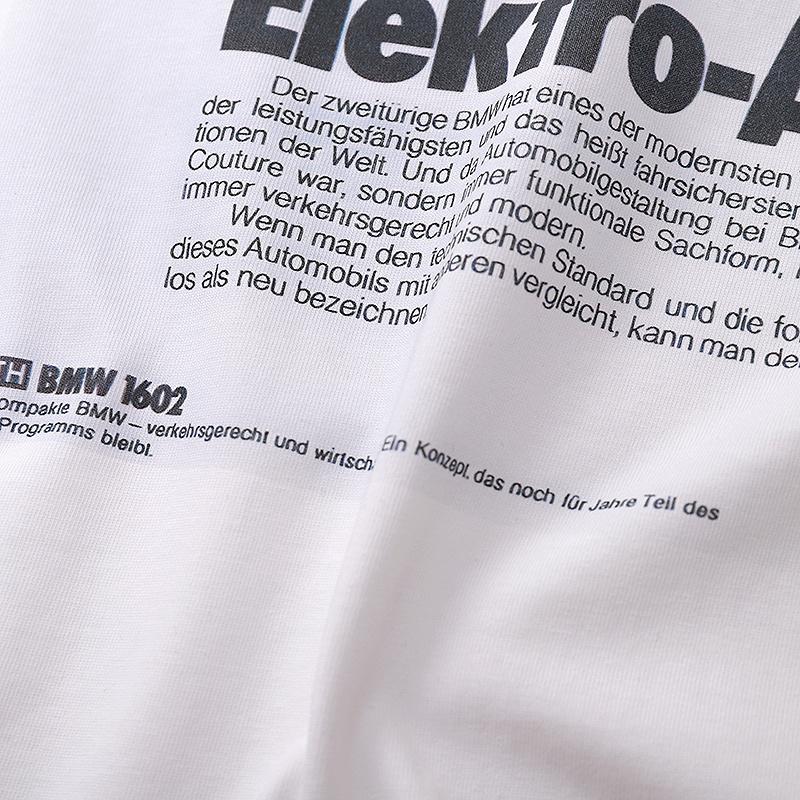 Elektro-A
Der zweitürige BMW hat eines der modernsten
der leistungsfähigsten und das heißt fahrsichersten
tionen der Welt. Und da Automobilgestaltung bei B
Couture war, sondern immer funktionale Sachform,
immer verkehrsgerecht und modern.
Wenn man den technischen Standard und die fo
dieses Automobils mit anderen vergleicht, kann man de
los als neu bezeichnen
BMW 1602
ompakte BMW – verkehrsgerecht und wirtsch Ein Konzept, das noch für Jahre Teil des
Programms bleibt.